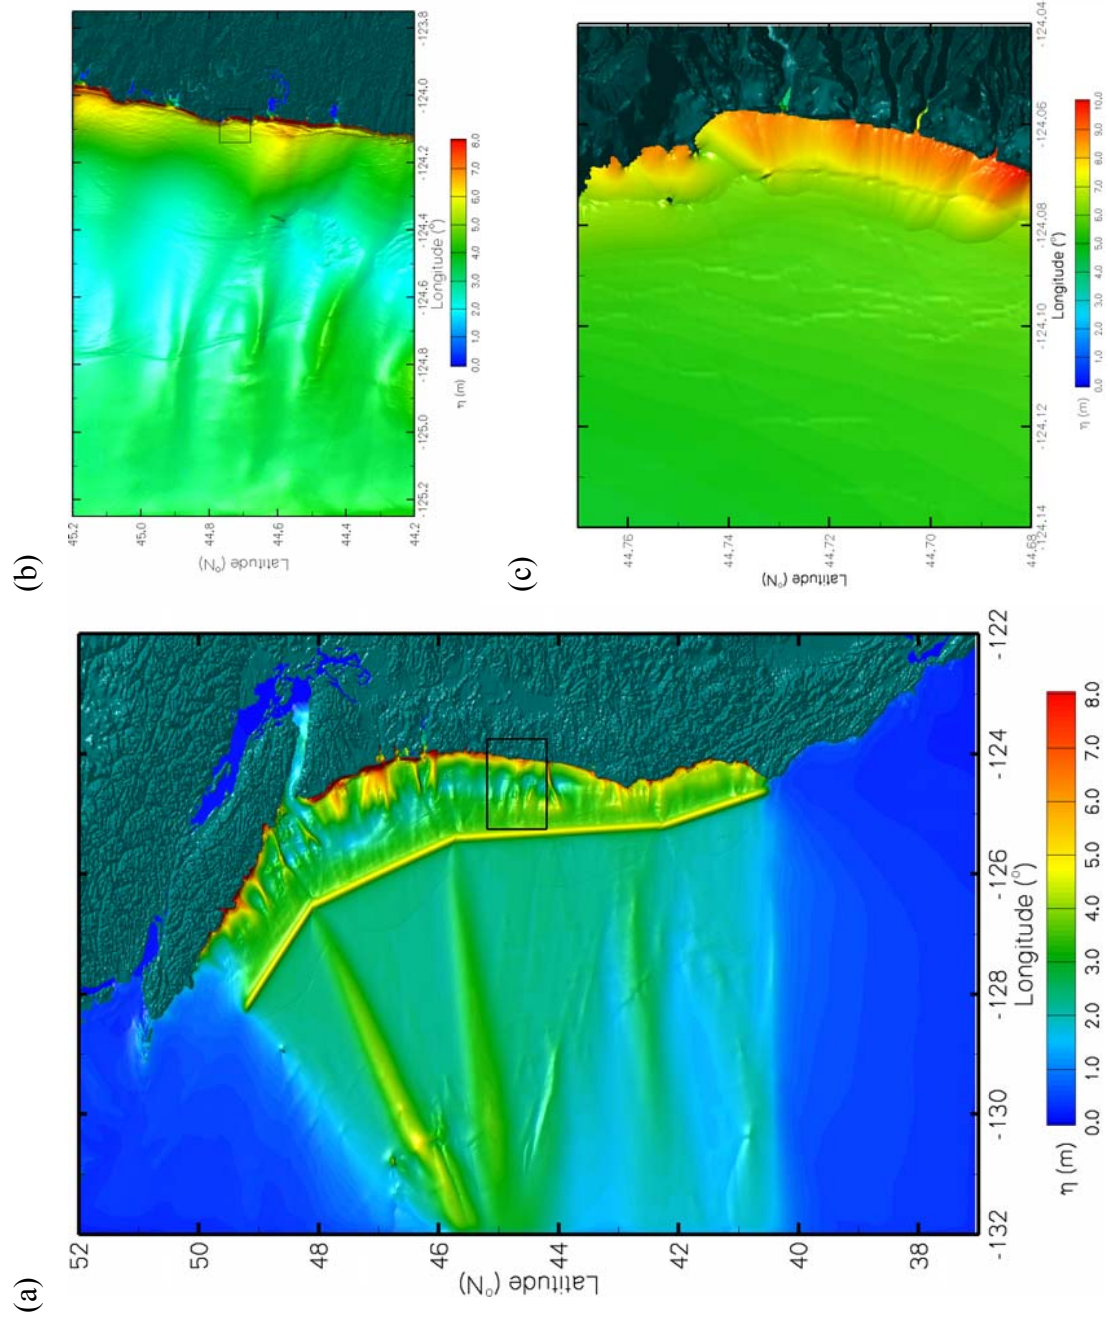 (a)
52
50
48
46
44
42
40
38
Latitude (°N)
-132
-130
-128
-126
-124
-122
Longitude (°)
η (m)
0.0 1.0 2.0 3.0 4.0 5.0 6.0 7.0 8.0
(b)
45.2
45.0
44.8
44.6
44.4
44.2
Latitude (°N)
-125.2
-125.0
-124.8
-124.6
-124.4
-124.2
-124.0
-123.8
Longitude (°)
η (m)
0.0 1.0 2.0 3.0 4.0 5.0 6.0 7.0 8.0
(c)
44.76
44.74
44.72
44.70
44.68
Latitude (°N)
-124.14
-124.12
-124.10
-124.08
-124.06
-124.04
Longitude (°)
η (m)
0.0 1.0 2.0 3.0 4.0 5.0 6.0 7.0 8.0 9.0 10.0